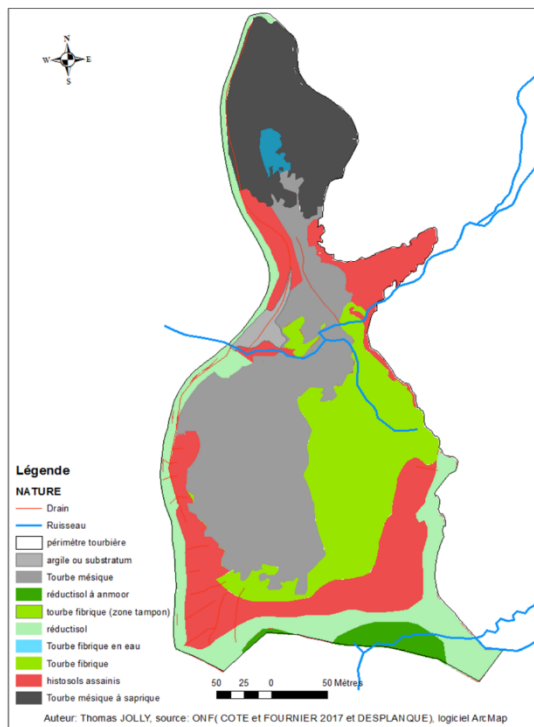 N
W E
S
Légende
NATURE
Drain
Ruisseau
périmètre tourbière
argile ou substratum
Tourbe mésique
réductisol à anmoor
tourbe fibrique (zone tampon)
réductisol
Tourbe fibrique en eau
Tourbe fibrique
histosols assainis
Tourbe mésique à saprique
50 25 0 50 Mètres
Auteur: Thomas JOLLY, source: ONF( COTE et FOURNIER 2017 et DESPLANQUE), logiciel ArcMap